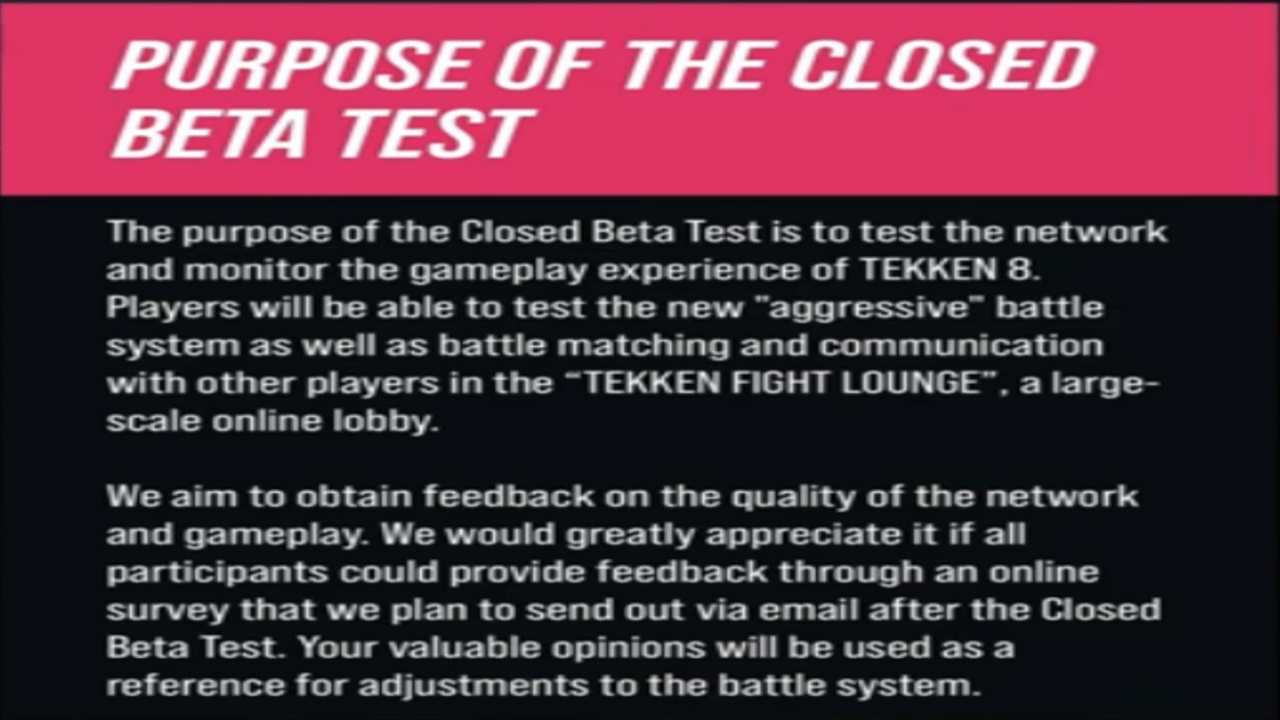 PURPOSE OF THE CLOSED
BETA TEST
The purpose of the Closed Beta Test is to test the network
and monitor the gameplay experience of TEKKEN 8.
Players will be able to test the new "aggressive" battle
system as well as battle matching and communication
with other players in the “TEKKEN FIGHT LOUNGE”, a large-
scale online lobby.
We aim to obtain feedback on the quality of the network
and gameplay. We would greatly appreciate it if all
participants could provide feedback through an online
survey that we plan to send out via email after the Closed
Beta Test. Your valuable opinions will be used as a
reference for adjustments to the battle system.